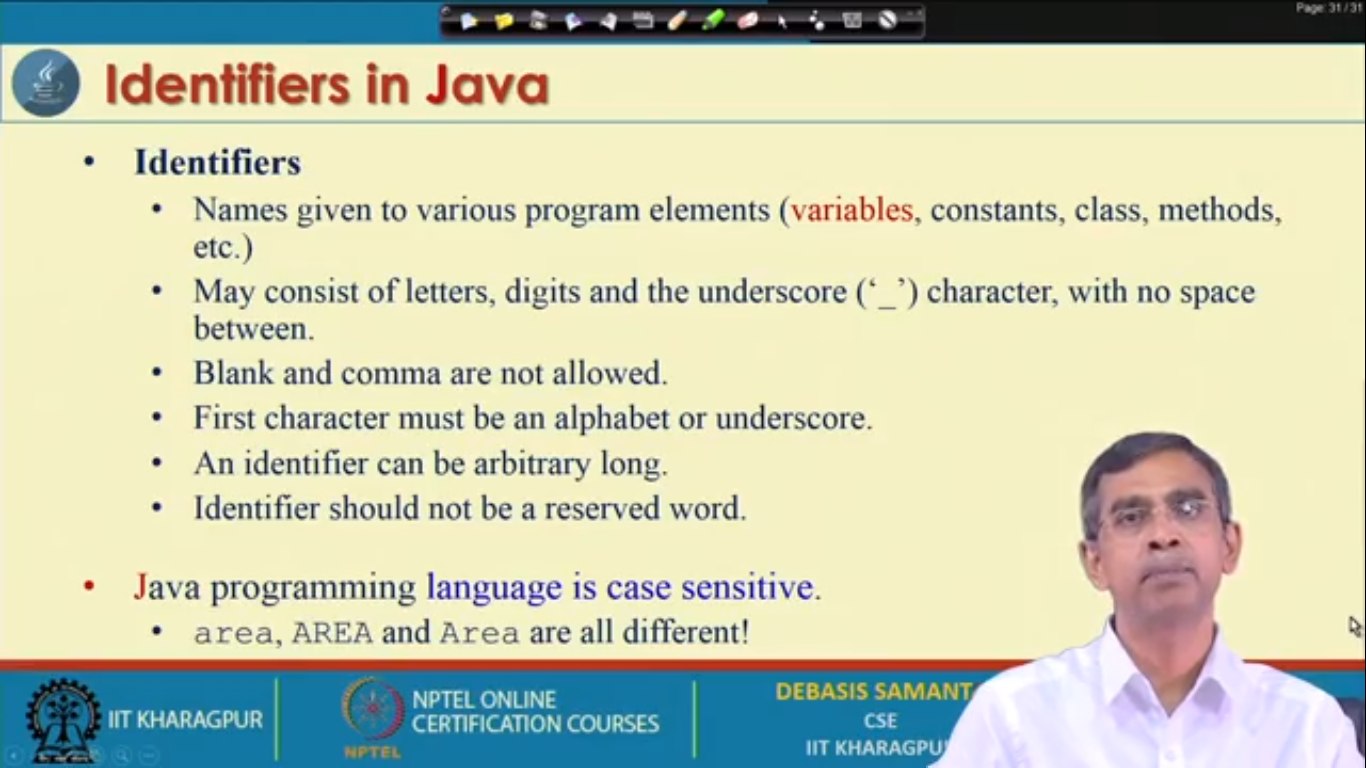 Page: 31 / 31
Identifiers in Java
• Identifiers
• Names given to various program elements (variables, constants, class, methods,
etc.)
• May consist of letters, digits and the underscore (‘_’) character, with no space
between.
• Blank and comma are not allowed.
• First character must be an alphabet or underscore.
• An identifier can be arbitrary long.
• Identifier should not be a reserved word.
• Java programming language is case sensitive.
• area, AREA and Area are all different!
IIT KHARAGPUR
NPTEL
NPTEL ONLINE
CERTIFICATION COURSES
DEBASIS SAMANT
CSE
IIT KHARAGPU